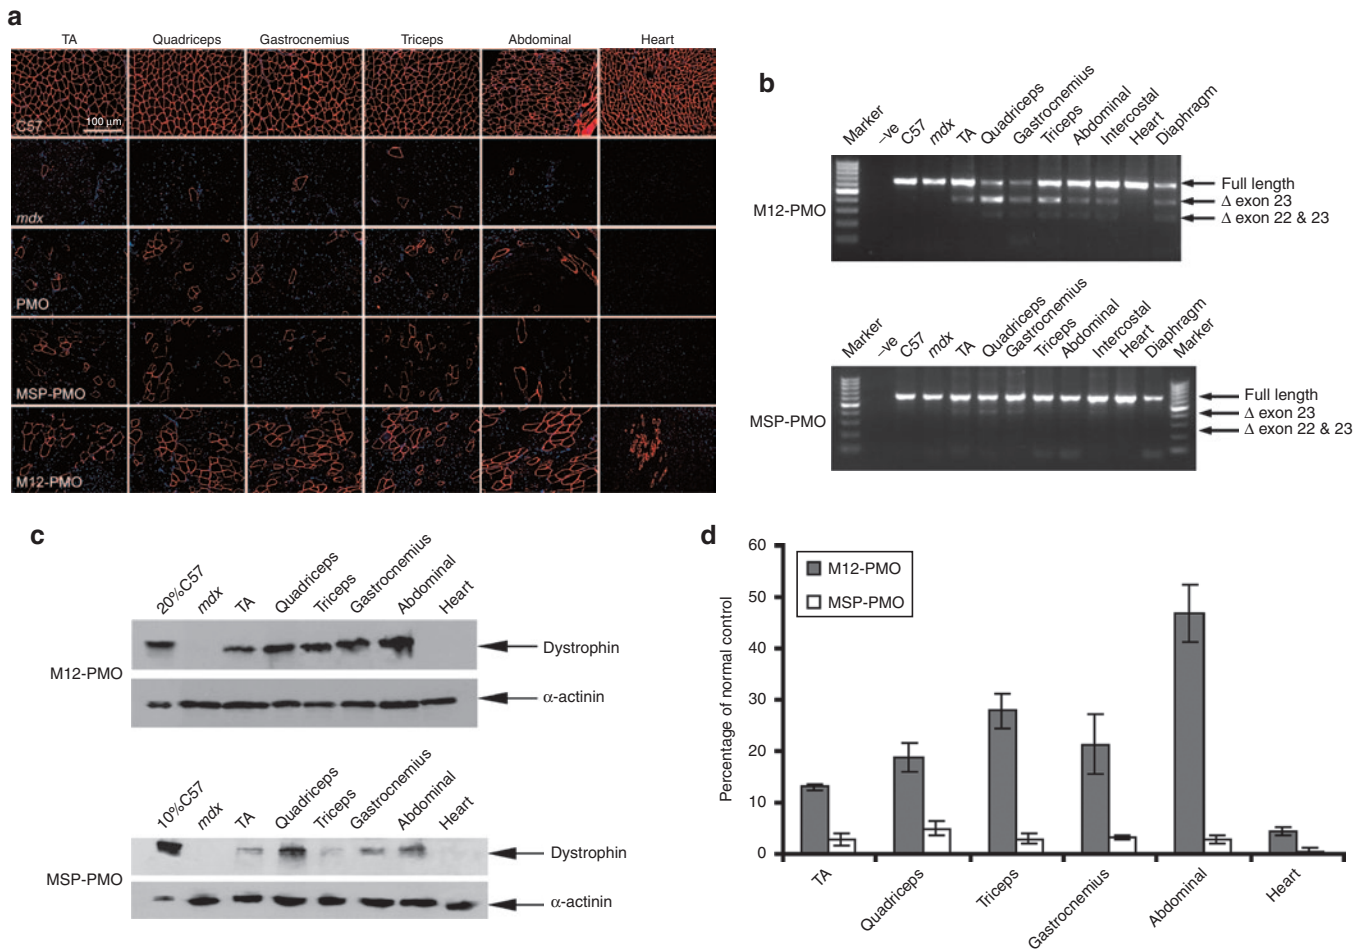 a
TA Quadriceps Gastrocnemius Triceps Abdominal Heart
C57
100 μm
mdx
PMO
MSP-PMO
M12-PMO
b
Marker –ve C57 mdx TA Quadriceps Gastrocnemius Triceps Abdominal Intercostal Heart Diaphragm
M12-PMO
Full length
Δ exon 23
Δ exon 22 & 23
Marker –ve C57 mdx TA Quadriceps Gastrocnemius Triceps Abdominal Intercostal Heart Diaphragm Marker
MSP-PMO
Full length
Δ exon 23
Δ exon 22 & 23
c
20%C57 mdx TA Quadriceps Triceps Gastrocnemius Abdominal Heart
M12-PMO
Dystrophin
α-actinin
10%C57 mdx TA Quadriceps Triceps Gastrocnemius Abdominal Heart
MSP-PMO
Dystrophin
α-actinin
d
Percentage of normal control
60
50
40
30
20
10
0
M12-PMO
MSP-PMO
TA Quadriceps Triceps Gastrocnemius Abdominal Heart